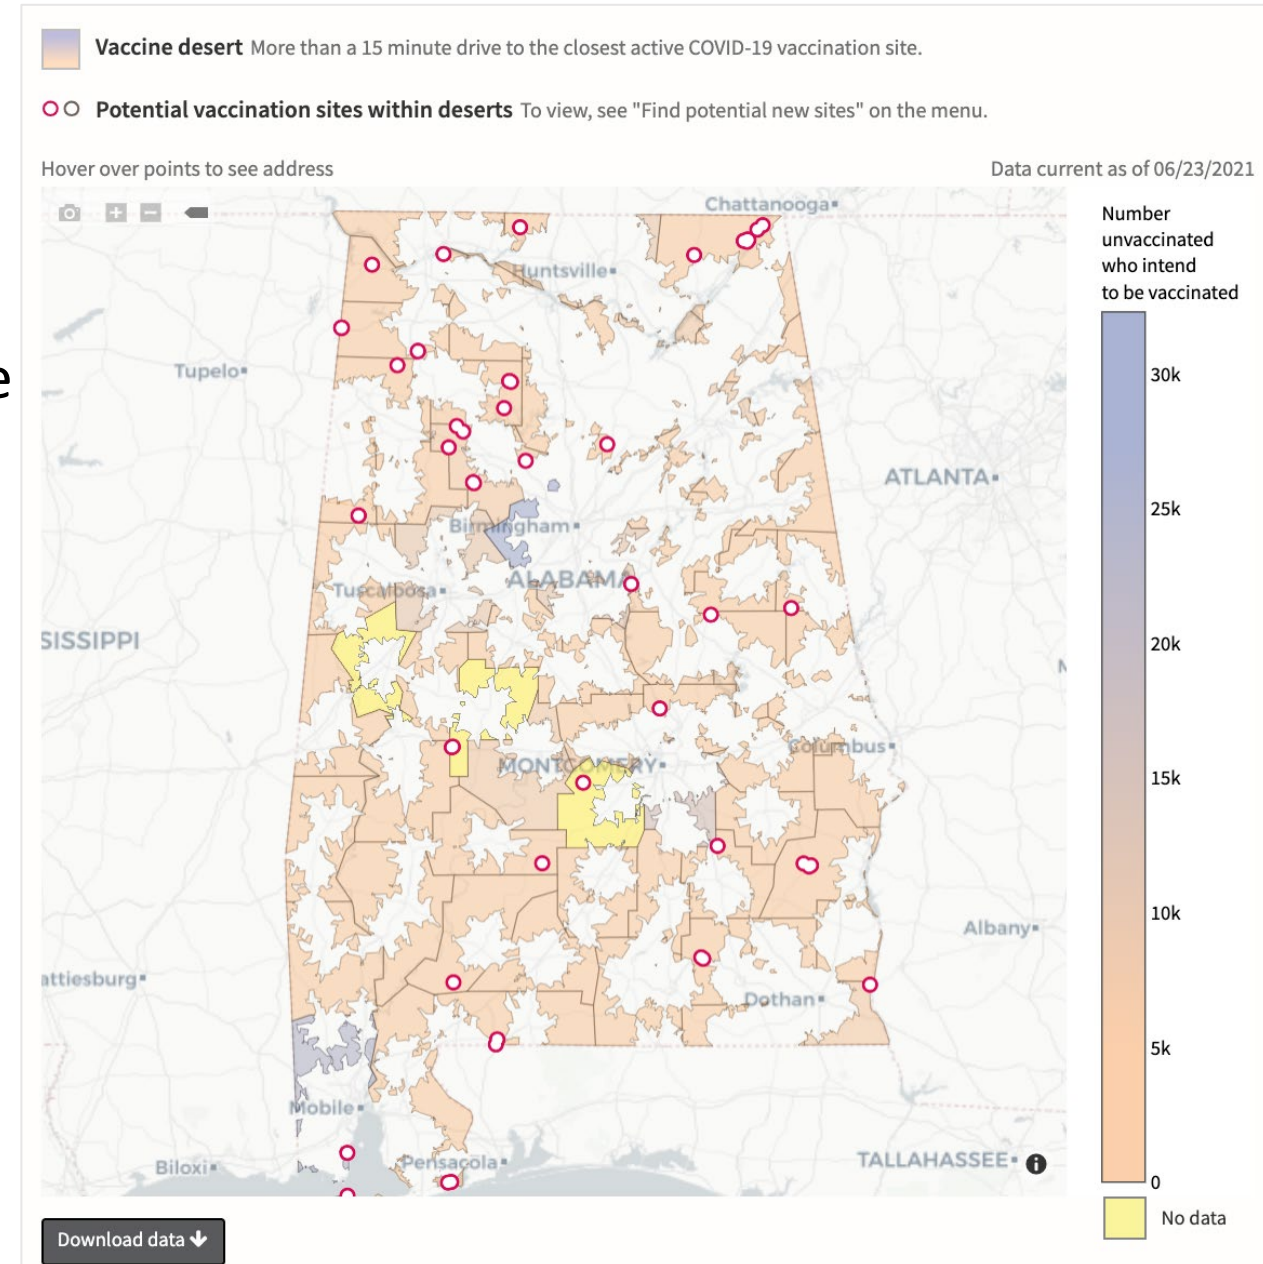 Vaccine desert More than a 15 minute drive to the closest active COVID-19 vaccination site.
Potential vaccination sites within deserts To view, see "Find potential new sites" on the menu.
Hover over points to see address
Data current as of 06/23/2021
e
Chattanooga
Huntsville
Tupelo
ATLANTA
Birmingham
ALABAMA
Tuscaloosa
SISSIPPI
Columbus
MONTGOMERY
Albany
attiesburg
Dothan
Mobile
Biloxi
Pensacola
TALLAHASSEE
i
Number
unvaccinated
who intend
to be vaccinated
30k
25k
20k
15k
10k
5k
0
No data
Download data